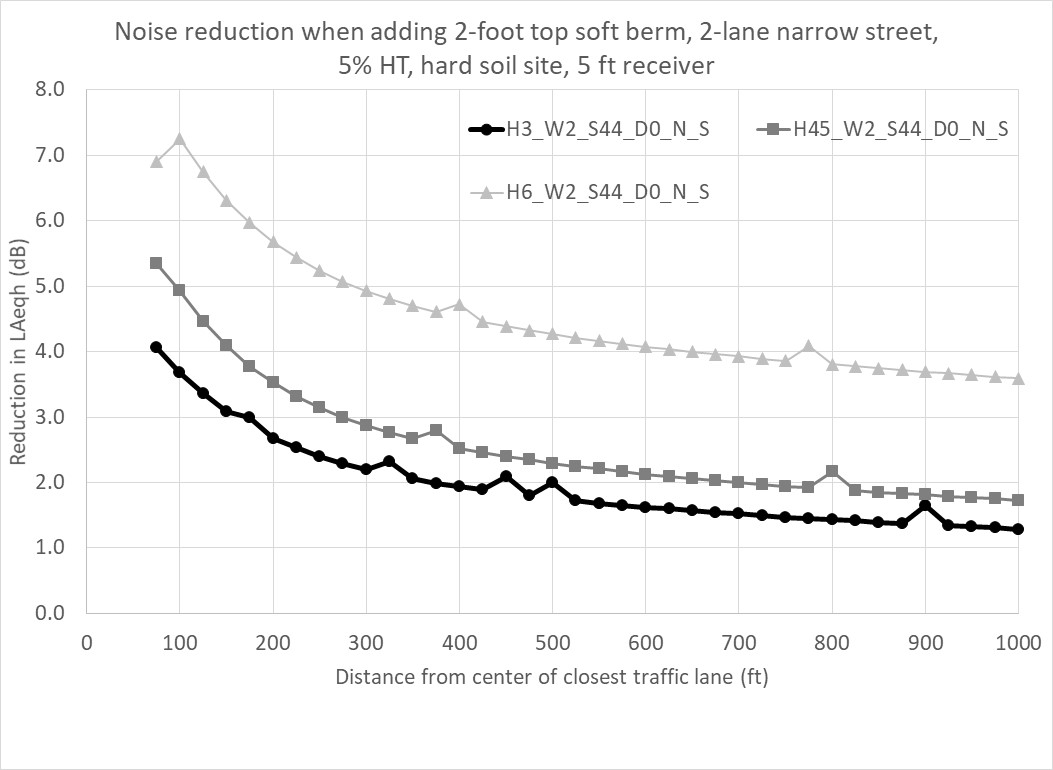 Noise reduction when adding 2-foot top soft berm, 2-lane narrow street,
5% HT, hard soil site, 5 ft receiver
H3_W2_S44_D0_N_S
H45_W2_S44_D0_N_S
H6_W2_S44_D0_N_S
Reduction in LAeqh (dB)
8.0
7.0
6.0
5.0
4.0
3.0
2.0
1.0
0.0
0 100 200 300 400 500 600 700 800 900 1000
Distance from center of closest traffic lane (ft)